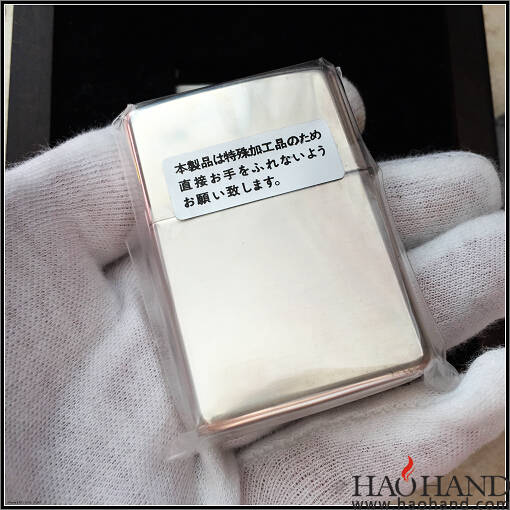 本製品は特殊加工品のため
直接お手をふれないよう
お願い致します。
HAOHAND
www.haohand.com